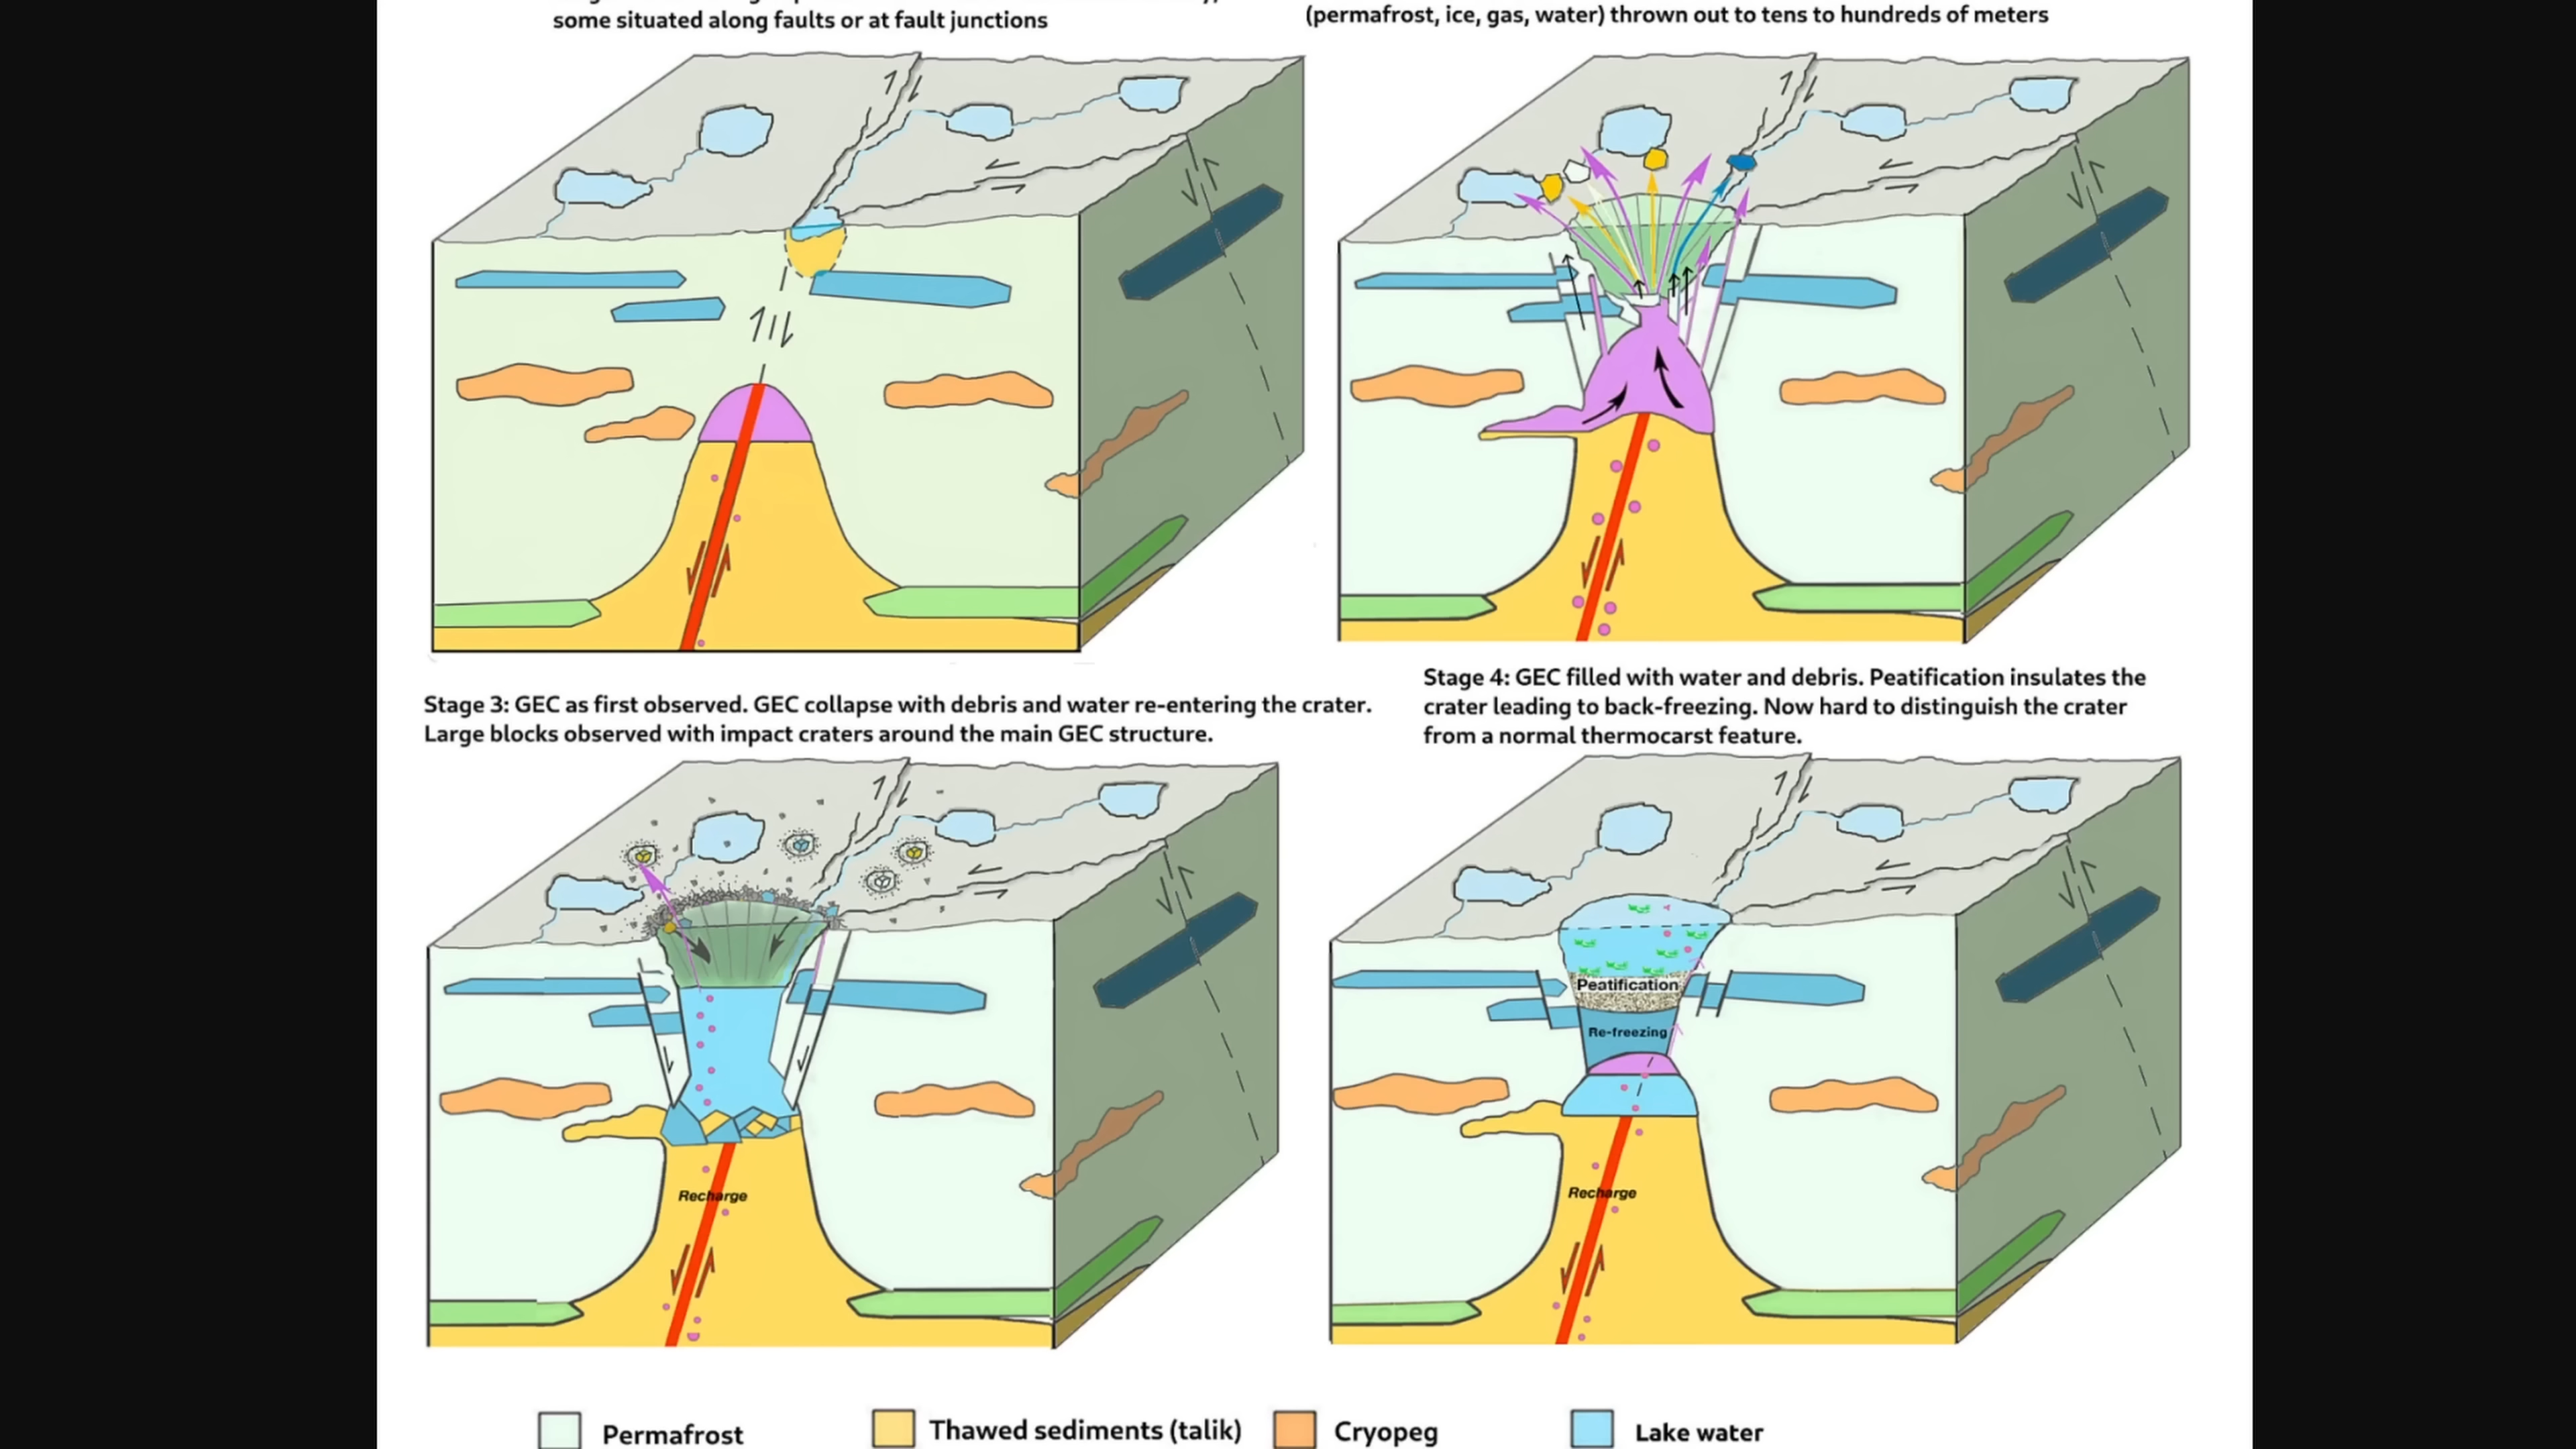 some situated along faults or at fault junctions
(permafrost, ice, gas, water) thrown out to tens to hundreds of meters
Stage 3: GEC as first observed. GEC collapse with debris and water re-entering the crater.
Large blocks observed with impact craters around the main GEC structure.
Stage 4: GEC filled with water and debris. Peatification insulates the
crater leading to back-freezing. Now hard to distinguish the crater
from a normal thermocarst feature.
Recharge
Peatification
Re-freezing
Recharge
Permafrost
Thawed sediments (talik)
Cryopeg
Lake water